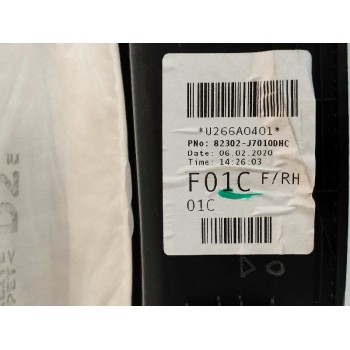 *U266A0401*
PNo: 82302-J7010DHC
Date: 06.02.2020
Time: 14:26:03
F01C F/RH
01C